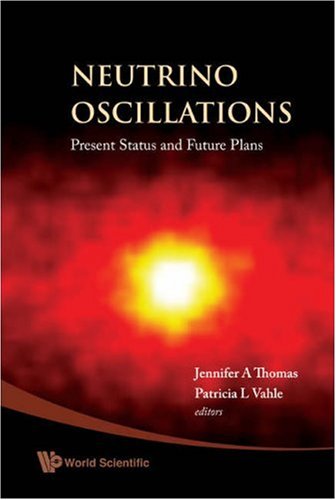 NEUTRINO
OSCILLATIONS
Present Status and Future Plans
Jennifer A Thomas
Patricia L Vahle
editors
World Scientific